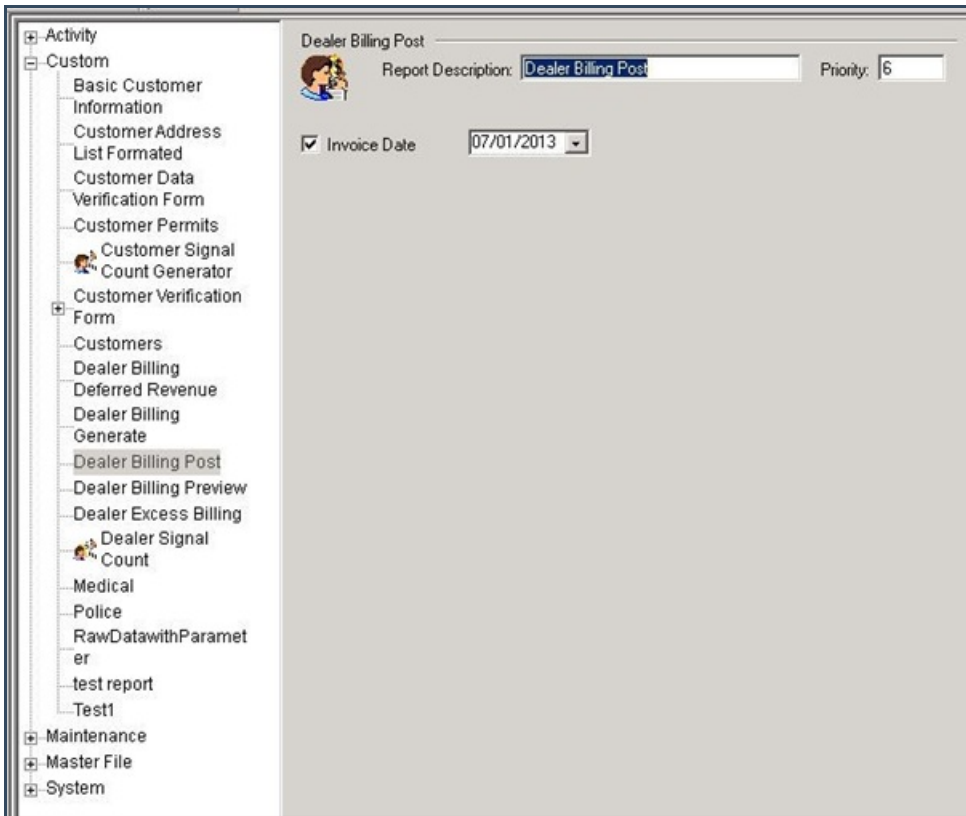 Activity
Custom
Basic Customer
Information
Customer Address
List Formated
Customer Data
Verification Form
Customer Permits
Customer Signal
Count Generator
Customer Verification
Form
Customers
Dealer Billing
Deferred Revenue
Dealer Billing
Generate
Dealer Billing Post
Dealer Billing Preview
Dealer Excess Billing
Dealer Signal
Count
Medical
Police
RawDatawithParamet
er
test report
Test1
Maintenance
Master File
System
Dealer Billing Post
Report Description: Dealer Billing Post Priority: 6
Invoice Date 07/01/2013